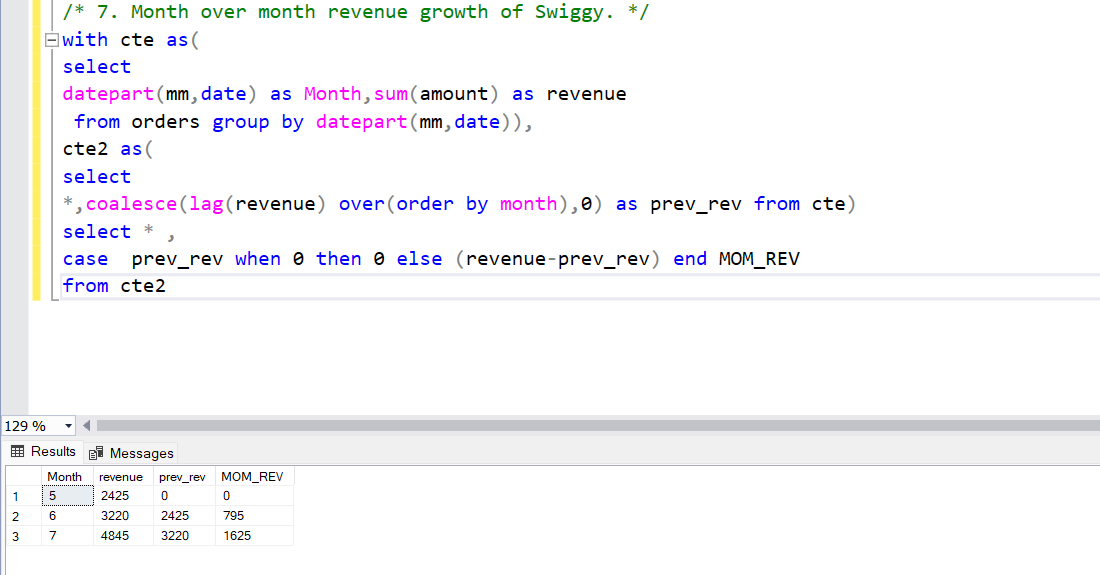 /* 7. Month over month revenue growth of Swiggy. */
with cte as(
select
datepart(mm,date) as Month,sum(amount) as revenue
 from orders group by datepart(mm,date)),
cte2 as(
select
*,coalesce(lag(revenue) over(order by month),0) as prev_rev from cte)
select * ,
case  prev_rev when 0 then 0 else (revenue-prev_rev) end MOM_REV
from cte2
129 %
Results Messages
Month revenue prev_rev MOM_REV
1 5 2425 0 0
2 6 3220 2425 795
3 7 4845 3220 1625